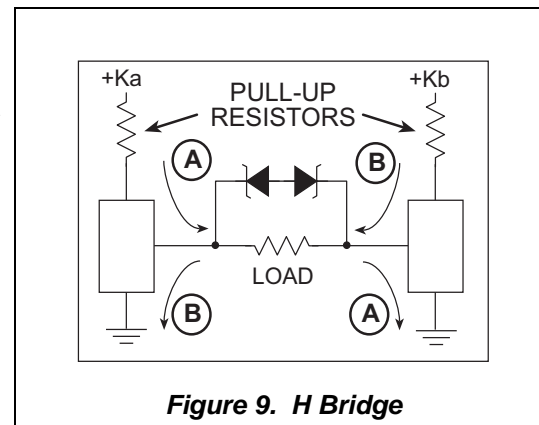 +Ka
+Kb
PULL-UP
RESISTORS
A
B
LOAD
B
A
Figure 9. H Bridge